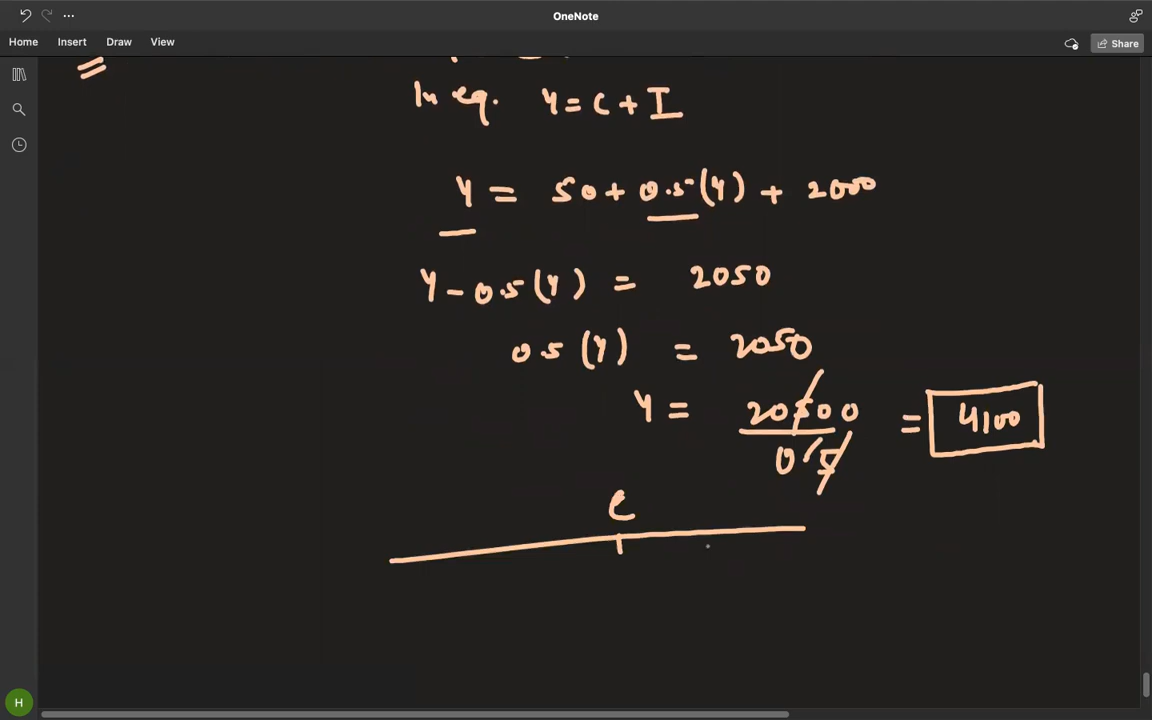 OneNote
Home Insert Draw View Share
In eq. Y = C + I
Y = 50 + 0.5(Y) + 2000
Y - 0.5(Y) = 2050
0.5(Y) = 2050
Y = 20500 / 0.5 = 4100
e
H